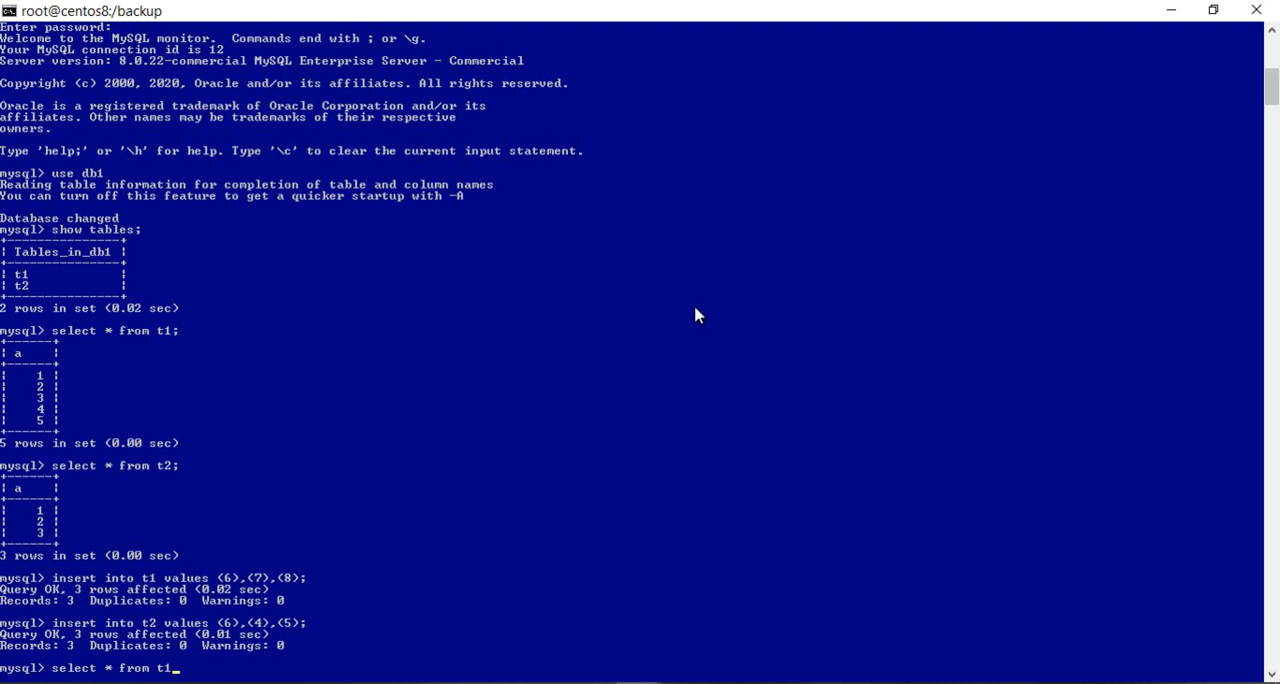 root@centos8:/backup
Enter password:
Welcome to the MySQL monitor.  Commands end with ; or \g.
Your MySQL connection id is 12
Server version: 8.0.22-commercial MySQL Enterprise Server - Commercial
Copyright (c) 2000, 2020, Oracle and/or its affiliates. All rights reserved.
Oracle is a registered trademark of Oracle Corporation and/or its
affiliates. Other names may be trademarks of their respective
owners.
Type 'help;' or '\h' for help. Type '\c' to clear the current input statement.
mysql> use db1
Reading table information for completion of table and column names
You can turn off this feature to get a quicker startup with -A
Database changed
mysql> show tables;
+---------------+
| Tables_in_db1 |
+---------------+
| t1            |
| t2            |
+---------------+
2 rows in set (0.02 sec)
mysql> select * from t1;
+------+
| a    |
+------+
|    1 |
|    2 |
|    3 |
|    4 |
|    5 |
+------+
5 rows in set (0.00 sec)
mysql> select * from t2;
+------+
| a    |
+------+
|    1 |
|    2 |
|    3 |
+------+
3 rows in set (0.00 sec)
mysql> insert into t1 values (6),(7),(8);
Query OK, 3 rows affected (0.02 sec)
Records: 3  Duplicates: 0  Warnings: 0
mysql> insert into t2 values (6),(4),(5);
Query OK, 3 rows affected (0.01 sec)
Records: 3  Duplicates: 0  Warnings: 0
mysql> select * from t1_